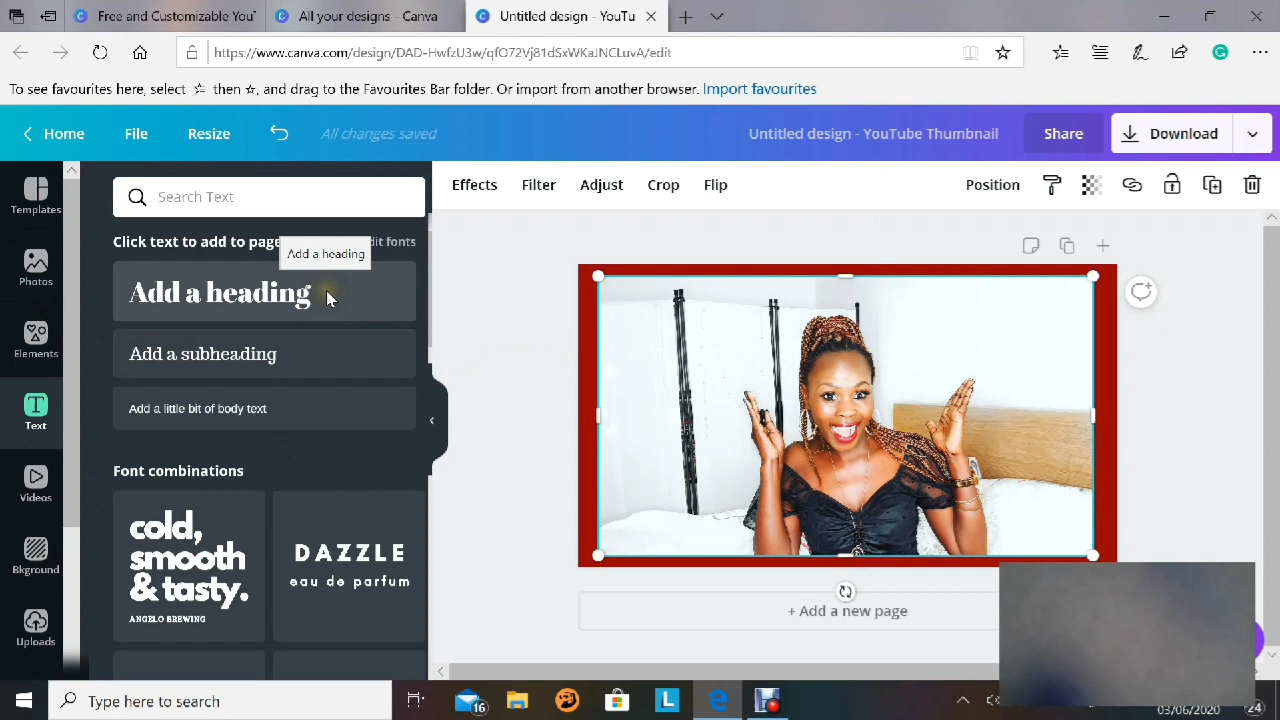 Free and Customizable YouT
All your designs - Canva
Untitled design - YouTu
https://www.canva.com/design/DAD-HwfzU3w/qfO72Vj81dSxWKaJNCLuvA/edit
To see favourites here, select then , and drag to the Favourites Bar folder. Or import from another browser. Import favourites
Home File Resize All changes saved Untitled design - YouTube Thumbnail Share Download
Templates
Photos
Elements
Text
Videos
Bkground
Uploads
Search Text
Click text to add to page dit fonts
Add a heading
Add a heading
Add a subheading
Add a little bit of body text
Font combinations
cold,
smooth
& tasty.
ANGELO BREWING
DAZZLE
eau de parfum
Effects Filter Adjust Crop Flip Position
+ Add a new page
Type here to search
16
L
03/06/2020
24